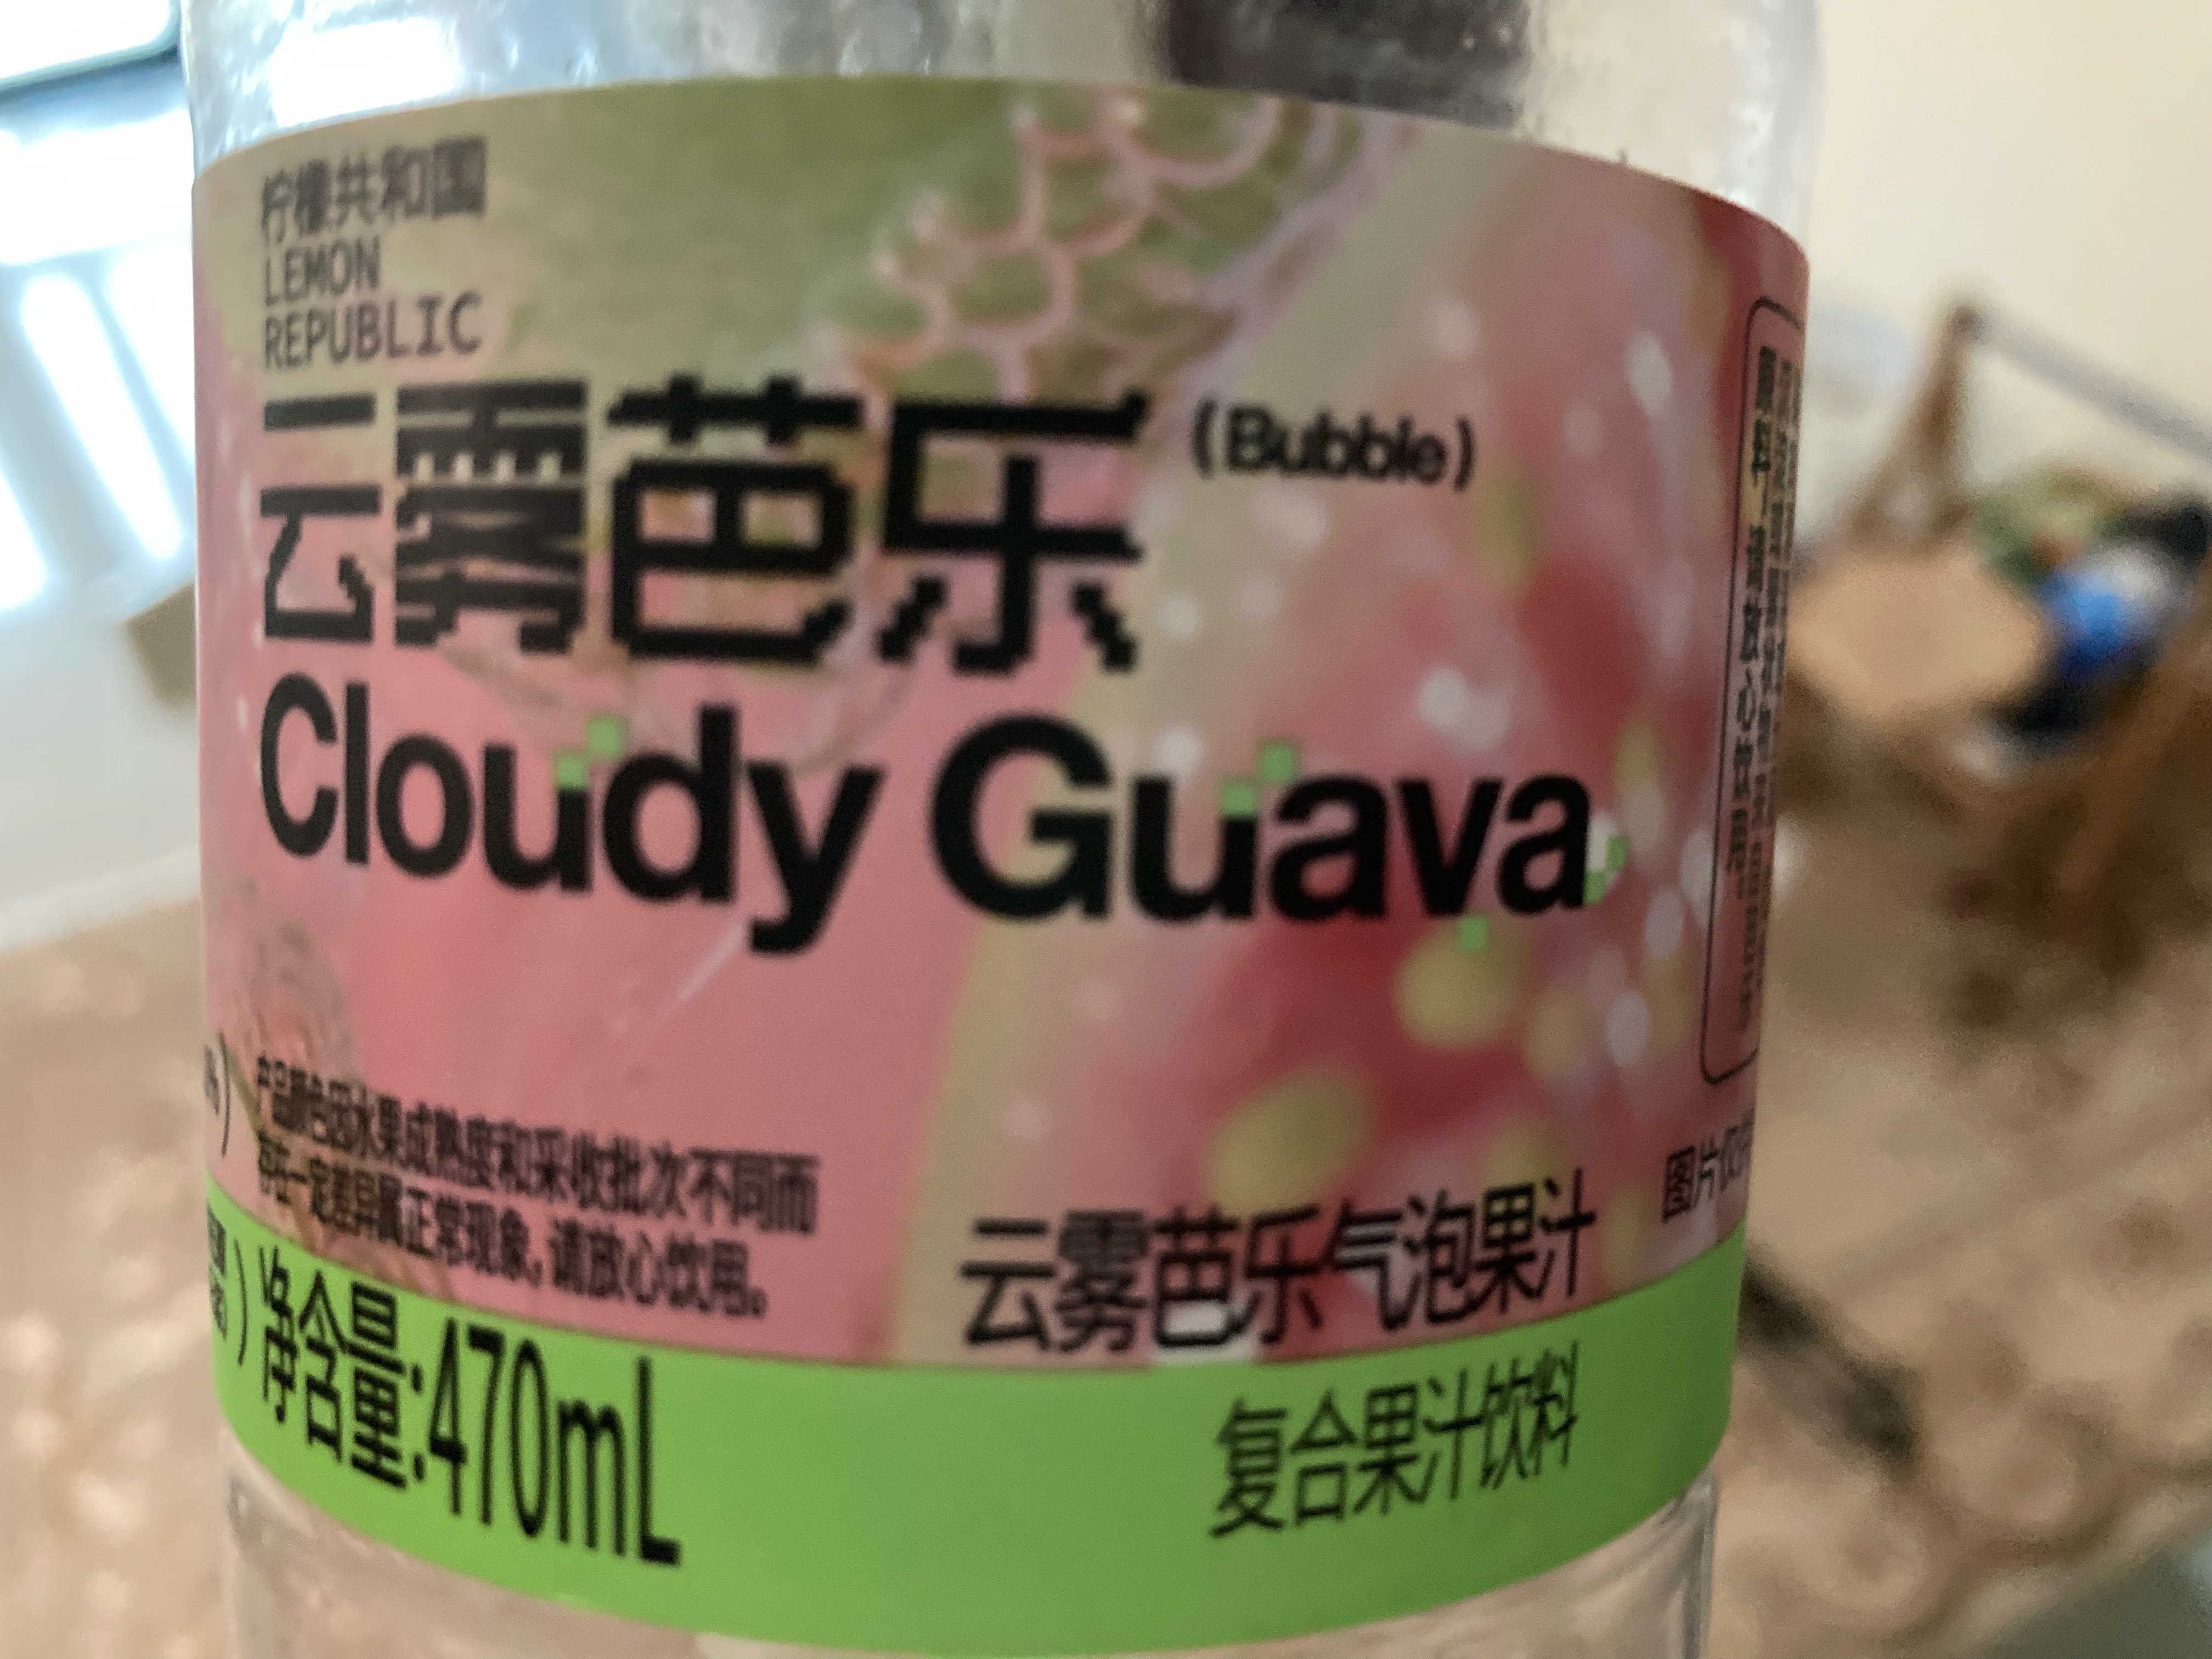 柠檬共和国
LEMON
REPUBLIC
云雾芭乐 (Bubble)
Cloudy Guava
产品颜色因水果成熟度和采收批次不同而
存在一定差异属正常现象,请放心饮用。
云雾芭乐气泡果汁
图片仅
净含量:470mL
复合果汁饮料